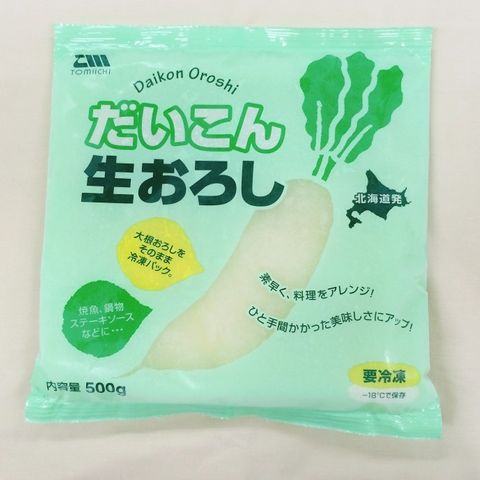 TOMIICHI
Daikon Oroshi
だいこん
生おろし
北海道発
大根おろしを
そのまま
冷凍パック。
焼魚、鍋物
ステーキソース
などに・・・
素早く、料理をアレンジ!
ひと手間かかった美味しさにアップ!
内容量 500g
要冷凍
−18℃で保存